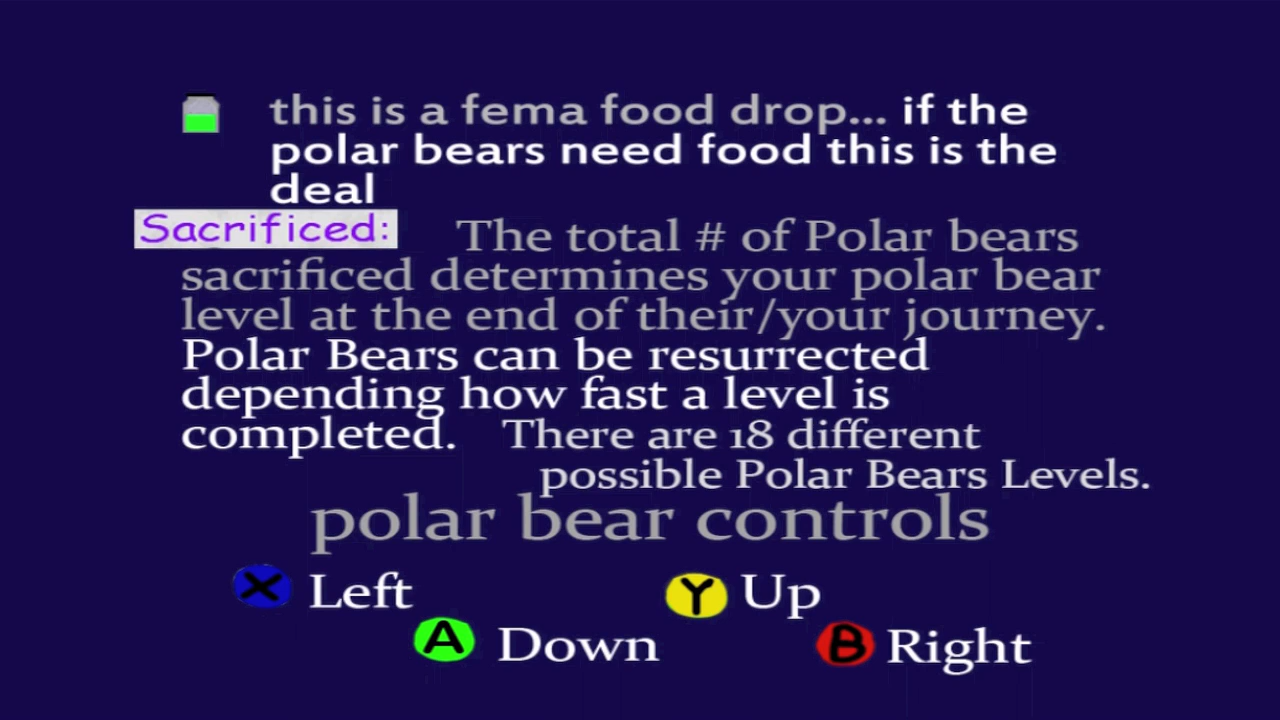 this is a fema food drop... if the
polar bears need food this is the
deal
Sacrificed: The total # of Polar bears
sacrificed determines your polar bear
level at the end of their/your journey.
Polar Bears can be resurrected
depending how fast a level is
completed. There are 18 different
possible Polar Bears Levels.
polar bear controls
X Left Y Up
A Down B Right